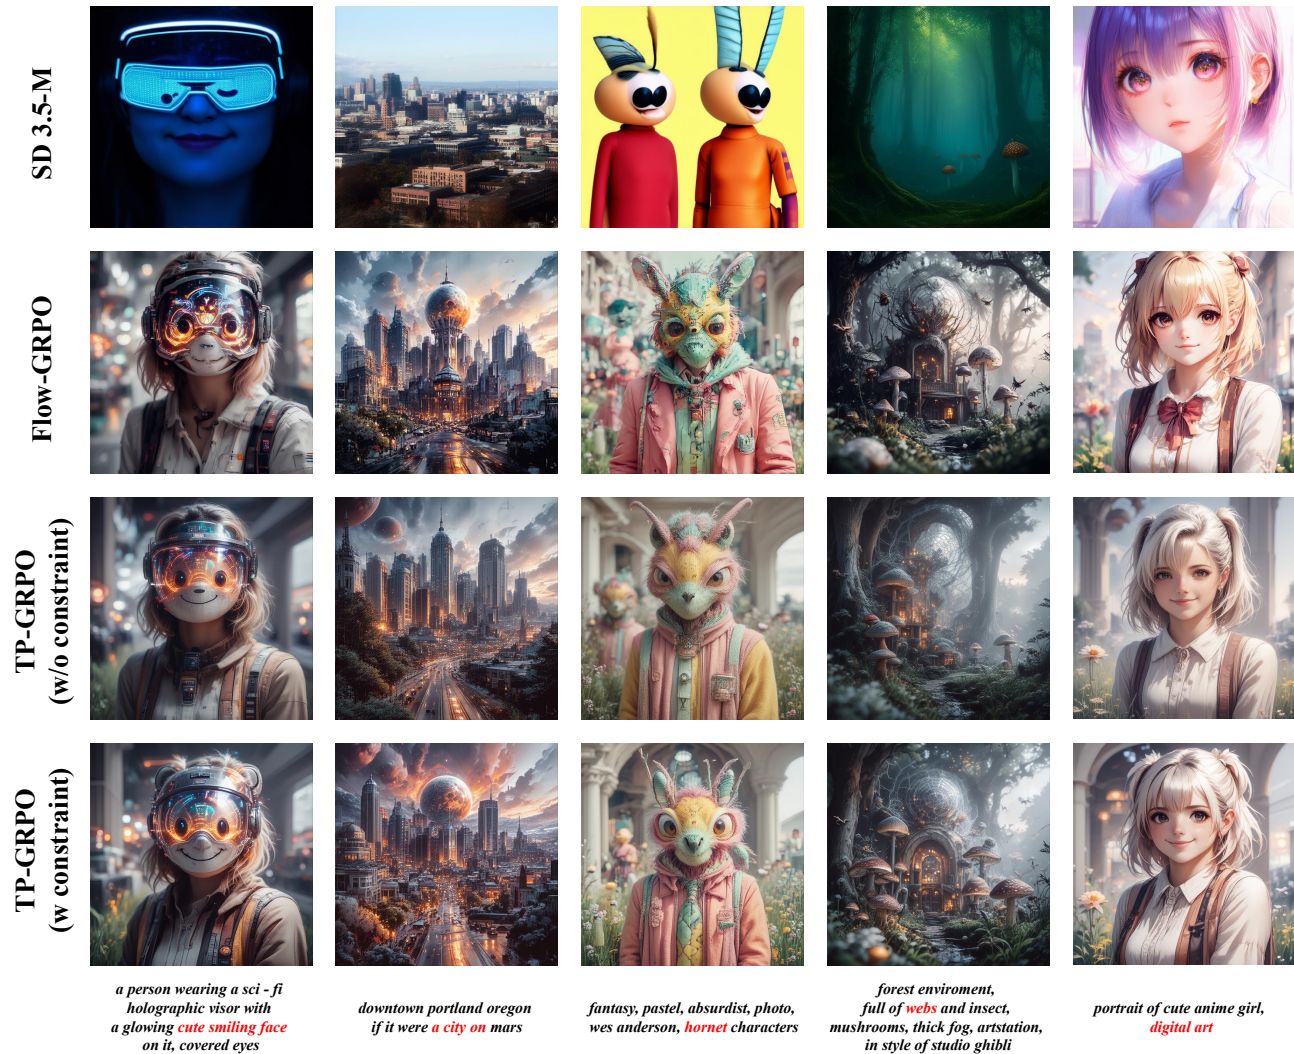 SD 3.5-M
Flow-GRPO
TP-GRPO
(w/o constraint)
TP-GRPO
(w constraint)
a person wearing a sci - fi
holographic visor with
a glowing cute smiling face
on it, covered eyes
downtown portland oregon
if it were a city on mars
fantasy, pastel, absurdist, photo,
wes anderson, hornet characters
forest enviroment,
full of webs and insect,
mushrooms, thick fog, artstation,
in style of studio ghibli
portrait of cute anime girl,
digital art